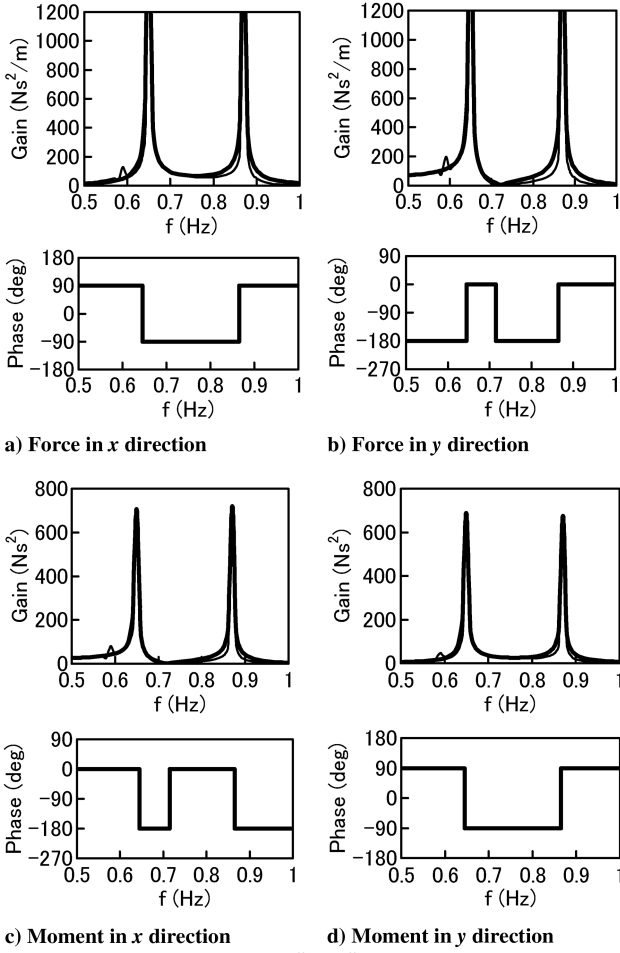 1200
1000
800
600
400
200
0
Gain (Ns²/m)
0.5 0.6 0.7 0.8 0.9 1
f (Hz)
180
90
0
−90
−180
Phase (deg)
0.5 0.6 0.7 0.8 0.9 1
f (Hz)
a) Force in x direction
1200
1000
800
600
400
200
0
Gain (Ns²/m)
0.5 0.6 0.7 0.8 0.9 1
f (Hz)
90
0
−90
−180
−270
Phase (deg)
0.5 0.6 0.7 0.8 0.9 1
f (Hz)
b) Force in y direction
800
600
400
200
0
Gain (Ns²)
0.5 0.6 0.7 0.8 0.9 1
f (Hz)
90
0
−90
−180
−270
Phase (deg)
0.5 0.6 0.7 0.8 0.9 1
f (Hz)
c) Moment in x direction
800
600
400
200
0
Gain (Ns²)
0.5 0.6 0.7 0.8 0.9 1
f (Hz)
180
90
0
−90
−180
Phase (deg)
0.5 0.6 0.7 0.8 0.9 1
f (Hz)
d) Moment in y direction